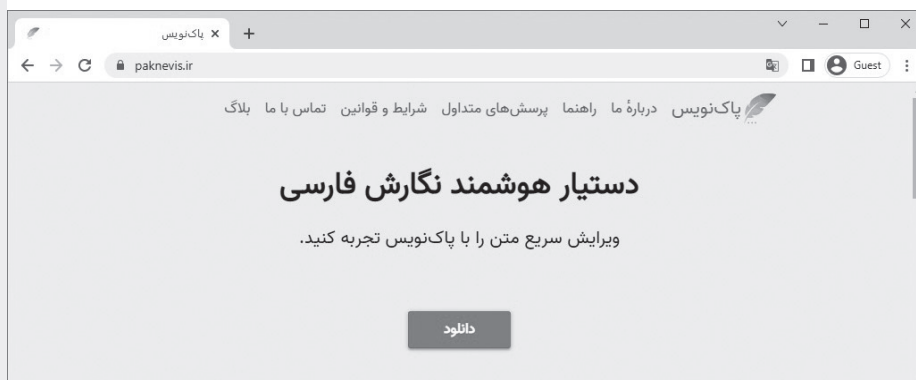 پاک‌نویس
paknevis.ir
Guest
پاک‌نویس دربارهٔ ما راهنما پرسش‌های متداول شرایط و قوانین تماس با ما بلاگ
دستیار هوشمند نگارش فارسی
ویرایش سریع متن را با پاک‌نویس تجربه کنید.
دانلود